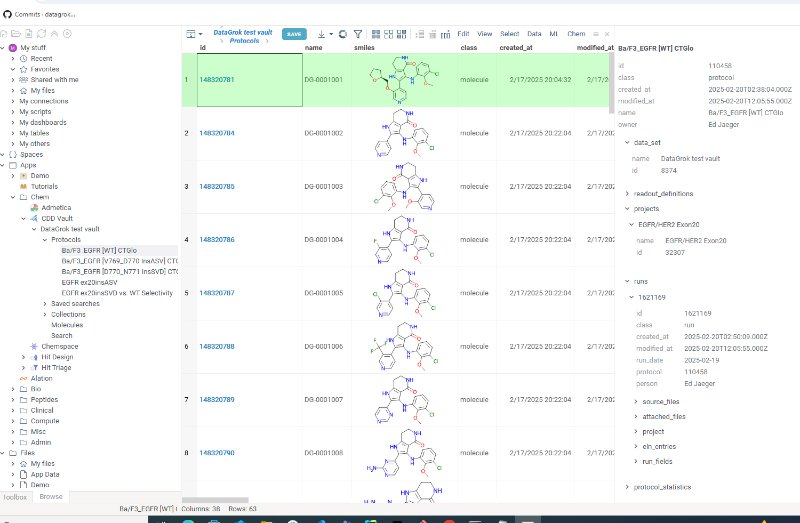 Commits · datagrok...
My stuff
Recent
Favorites
Shared with me
My files
My connections
My scripts
My dashboards
My tables
My others
Spaces
Apps
Demo
Tutorials
Chem
Admetica
CDD Vault
DataGrok test vault
Protocols
Ba/F3_EGFR [WT] CTGlo
Ba/F3_EGFR [V769_D770 InsASV] CTG
Ba/F3_EGFR [D770_N771 InsSVD] CTG
EGFR ex20insASV
EGFR ex20insSVD vs. WT Selectivity
Saved searches
Collections
Molecules
Search
Chemspace
Hit Design
Hit Triage
Alation
Bio
Peptides
Clinical
Compute
Misc
Admin
Files
My files
App Data
Demo
Toolbox Browse
DataGrok test vault
Protocols
SAVE
Edit View Select Data ML Chem
id name smiles class created_at modified_at
1 148320781 DG-0001001 molecule 2/17/2025 20:04:32 2/17/2
2 148320784 DG-0001002 molecule 2/17/2025 20:22:04 2/17/202
3 148320785 DG-0001003 molecule 2/17/2025 20:22:04 2/17/202
4 148320786 DG-0001004 molecule 2/17/2025 20:22:04 2/17/202
5 148320787 DG-0001005 molecule 2/17/2025 20:22:04 2/17/202
6 148320788 DG-0001006 molecule 2/17/2025 20:22:04 2/17/202
7 148320789 DG-0001007 molecule 2/17/2025 20:22:04 2/17/202
8 148320790 DG-0001008 molecule 2/17/2025 20:22:04 2/17/202
Ba/F3_EGFR [WT] CTGlo
id 110458
class protocol
created_at 2025-02-20T02:38:04.000Z
modified_at 2025-02-20T12:05:55.000Z
name Ba/F3_EGFR [WT] CTGlo
owner Ed Jaeger
data_set
name DataGrok test vault
id 8374
readout_definitions
projects
EGFR/HER2 Exon20
name EGFR/HER2 Exon20
id 32307
runs
1621169
id 1621169
class run
created_at 2025-02-20T02:50:09.000Z
modified_at 2025-02-20T12:05:55.000Z
run_date 2025-02-19
protocol 110458
person Ed Jaeger
source_files
attached_files
project
eln_entries
run_fields
protocol_statistics
Ba/F3_EGFR [WT] ( Columns: 38 Rows: 63